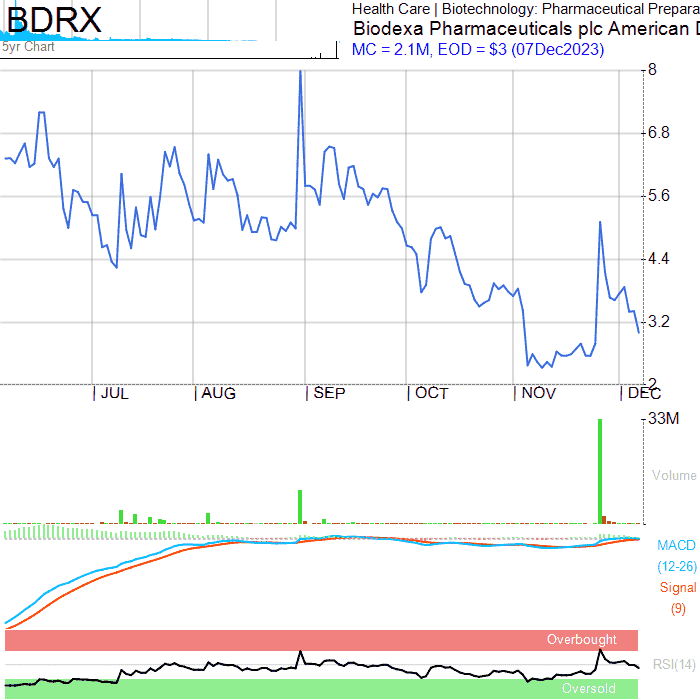 BDRX
5yr Chart
Health Care | Biotechnology: Pharmaceutical Prepara
Biodexa Pharmaceuticals plc American
MC = 2.1M, EOD = $3 (07Dec2023)
8
6.8
5.6
4.4
3.2
2
JUL
AUG
SEP
OCT
NOV
DEC
33M
Volume
MACD
(12-26)
Signal
(9)
Overbought
RSI(14)
Oversold